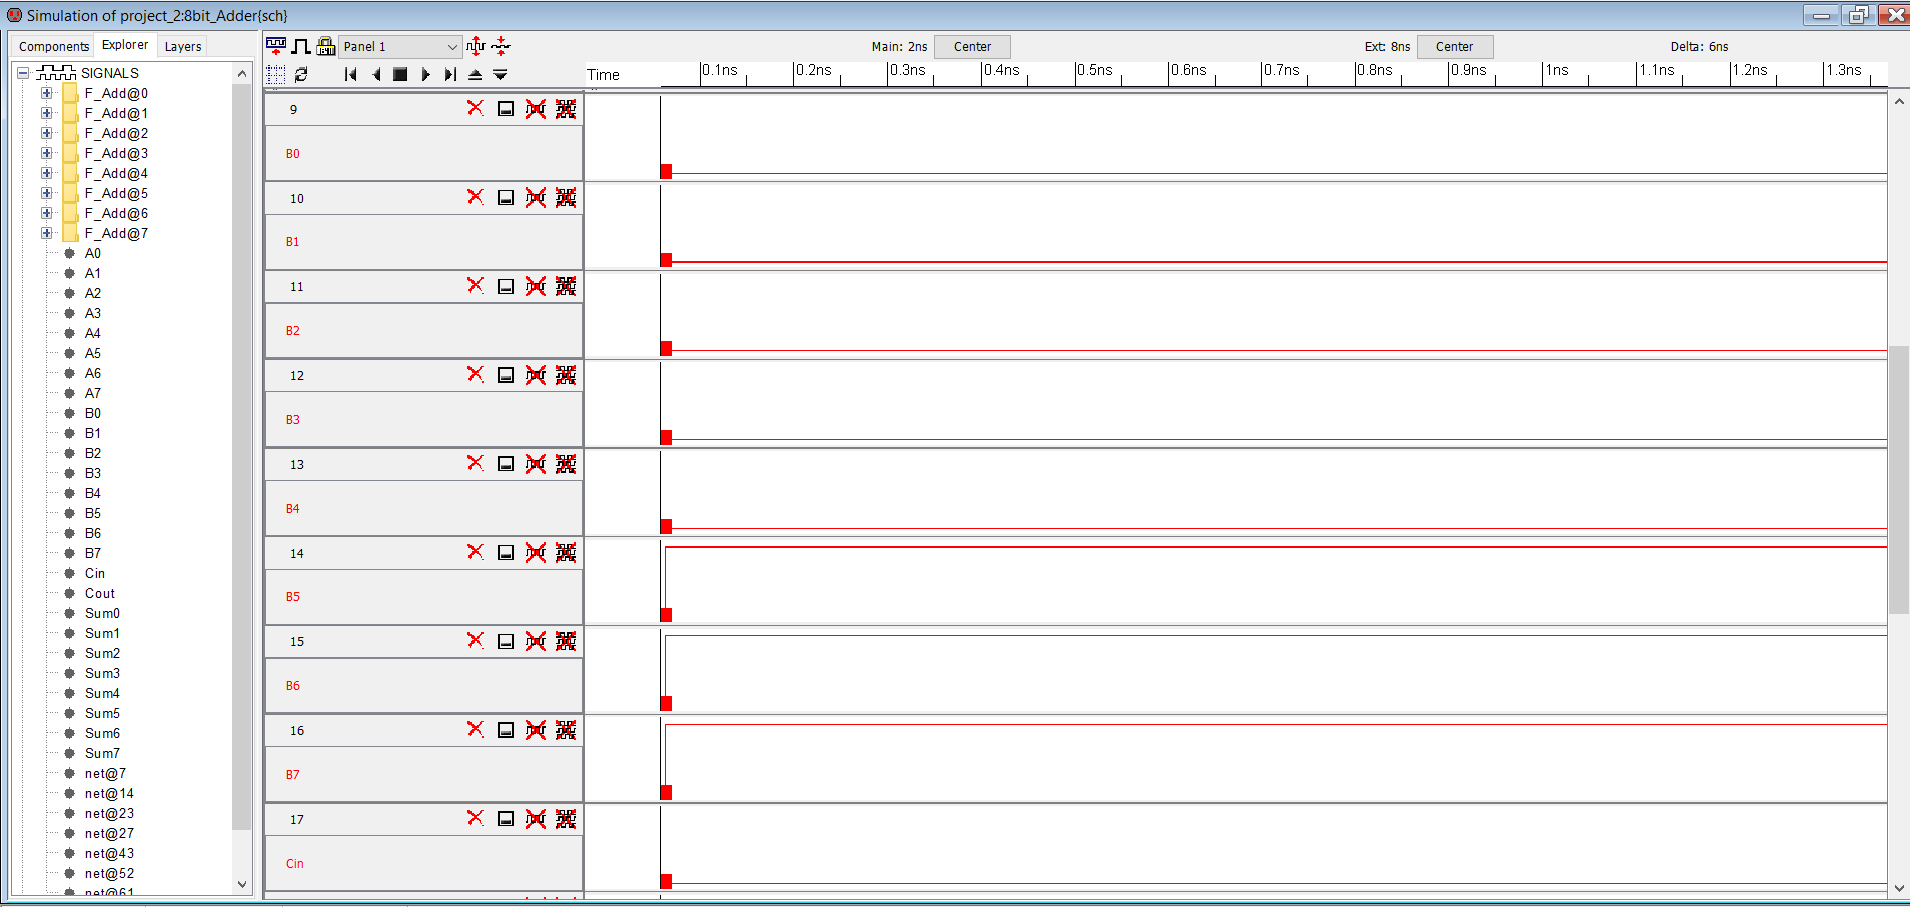 Simulation of project_2:8bit_Adder{sch}
Components Explorer Layers
Panel 1
Main: 2ns Center Ext: 8ns Center Delta: 6ns
Time 0.1ns 0.2ns 0.3ns 0.4ns 0.5ns 0.6ns 0.7ns 0.8ns 0.9ns 1ns 1.1ns 1.2ns 1.3ns
SIGNALS
F_Add@0
F_Add@1
F_Add@2
F_Add@3
F_Add@4
F_Add@5
F_Add@6
F_Add@7
A0
A1
A2
A3
A4
A5
A6
A7
B0
B1
B2
B3
B4
B5
B6
B7
Cin
Cout
Sum0
Sum1
Sum2
Sum3
Sum4
Sum5
Sum6
Sum7
net@7
net@14
net@23
net@27
net@43
net@52
net@61
9
B0
10
B1
11
B2
12
B3
13
B4
14
B5
15
B6
16
B7
17
Cin